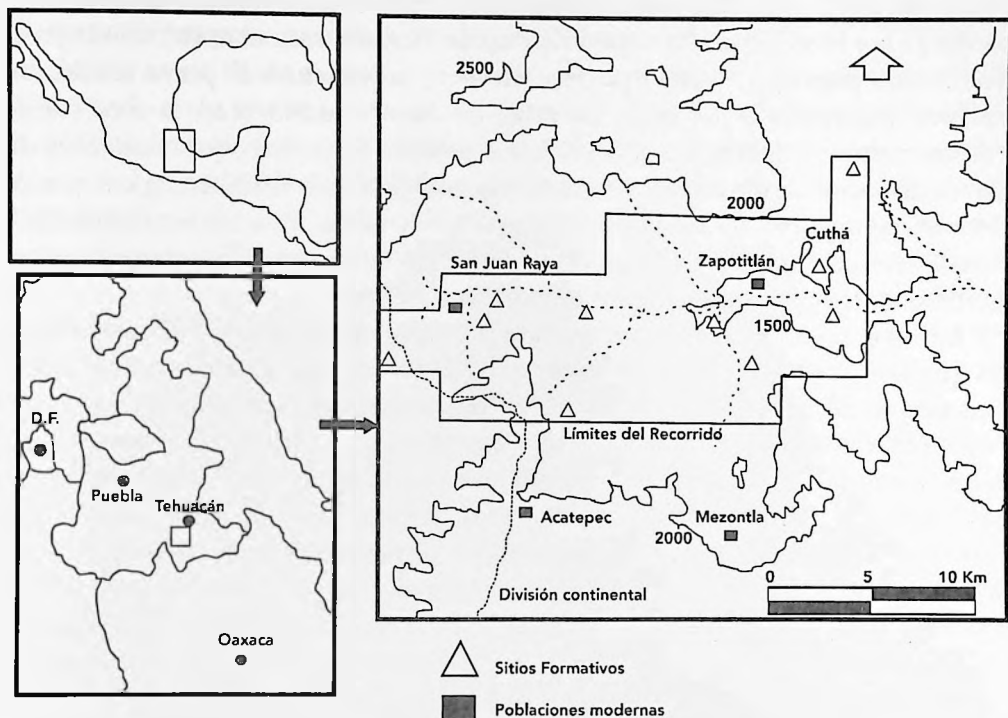 2500
2000
Cuthá
San Juan Raya
Zapotitlán
1500
Límites del Recorrido
D.F.
Puebla
Tehuacán
Acatepec
Mezontla
2000
0 5 10 Km
División continental
Oaxaca
Sitios Formativos
Poblaciones modernas